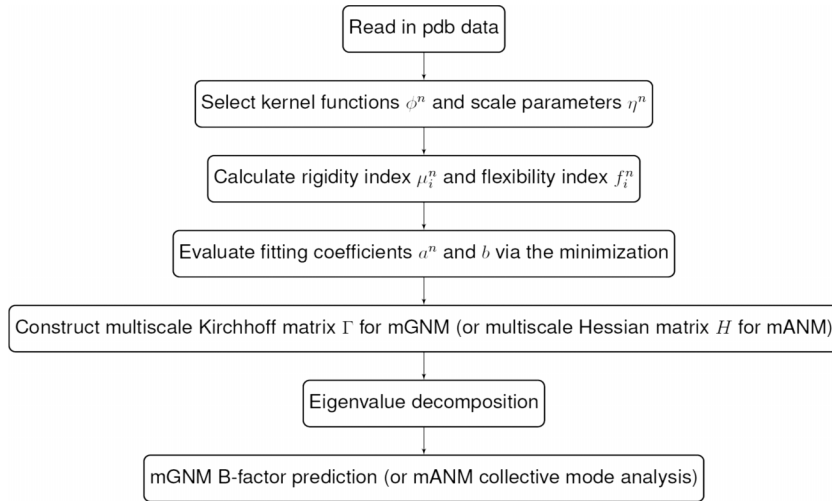 Read in pdb data
Select kernel functions ϕⁿ and scale parameters ηⁿ
Calculate rigidity index μᵢⁿ and flexibility index fᵢⁿ
Evaluate fitting coefficients aⁿ and b via the minimization
Construct multiscale Kirchhoff matrix Γ for mGNM (or multiscale Hessian matrix H for mANM)
Eigenvalue decomposition
mGNM B-factor prediction (or mANM collective mode analysis)